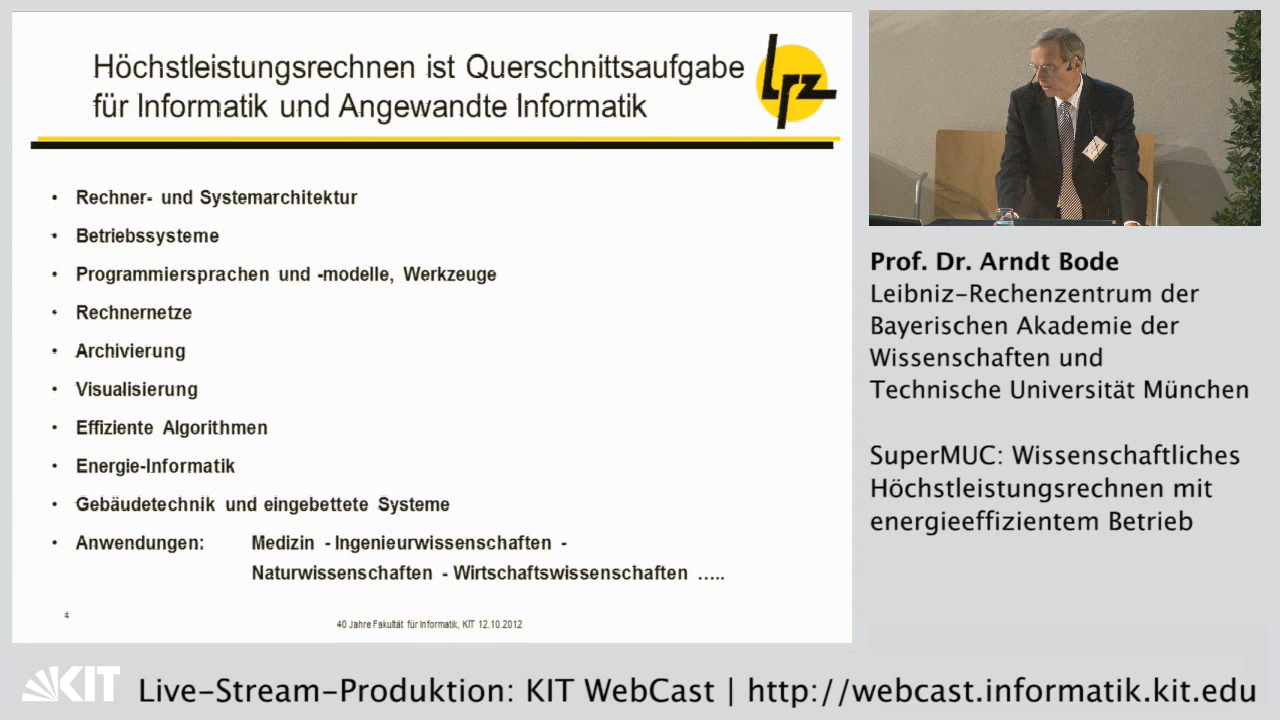 Höchstleistungsrechnen ist Querschnittsaufgabe
für Informatik und Angewandte Informatik
lrz
• Rechner- und Systemarchitektur
• Betriebssysteme
• Programmiersprachen und -modelle, Werkzeuge
• Rechnernetze
• Archivierung
• Visualisierung
• Effiziente Algorithmen
• Energie-Informatik
• Gebäudetechnik und eingebettete Systeme
• Anwendungen: Medizin - Ingenieurwissenschaften -
Naturwissenschaften - Wirtschaftswissenschaften .....
4
40 Jahre Fakultät für Informatik, KIT 12.10.2012
Prof. Dr. Arndt Bode
Leibniz-Rechenzentrum der
Bayerischen Akademie der
Wissenschaften und
Technische Universität München
SuperMUC: Wissenschaftliches
Höchstleistungsrechnen mit
energieeffizientem Betrieb
KIT
Live-Stream-Produktion: KIT WebCast | http://webcast.informatik.kit.edu